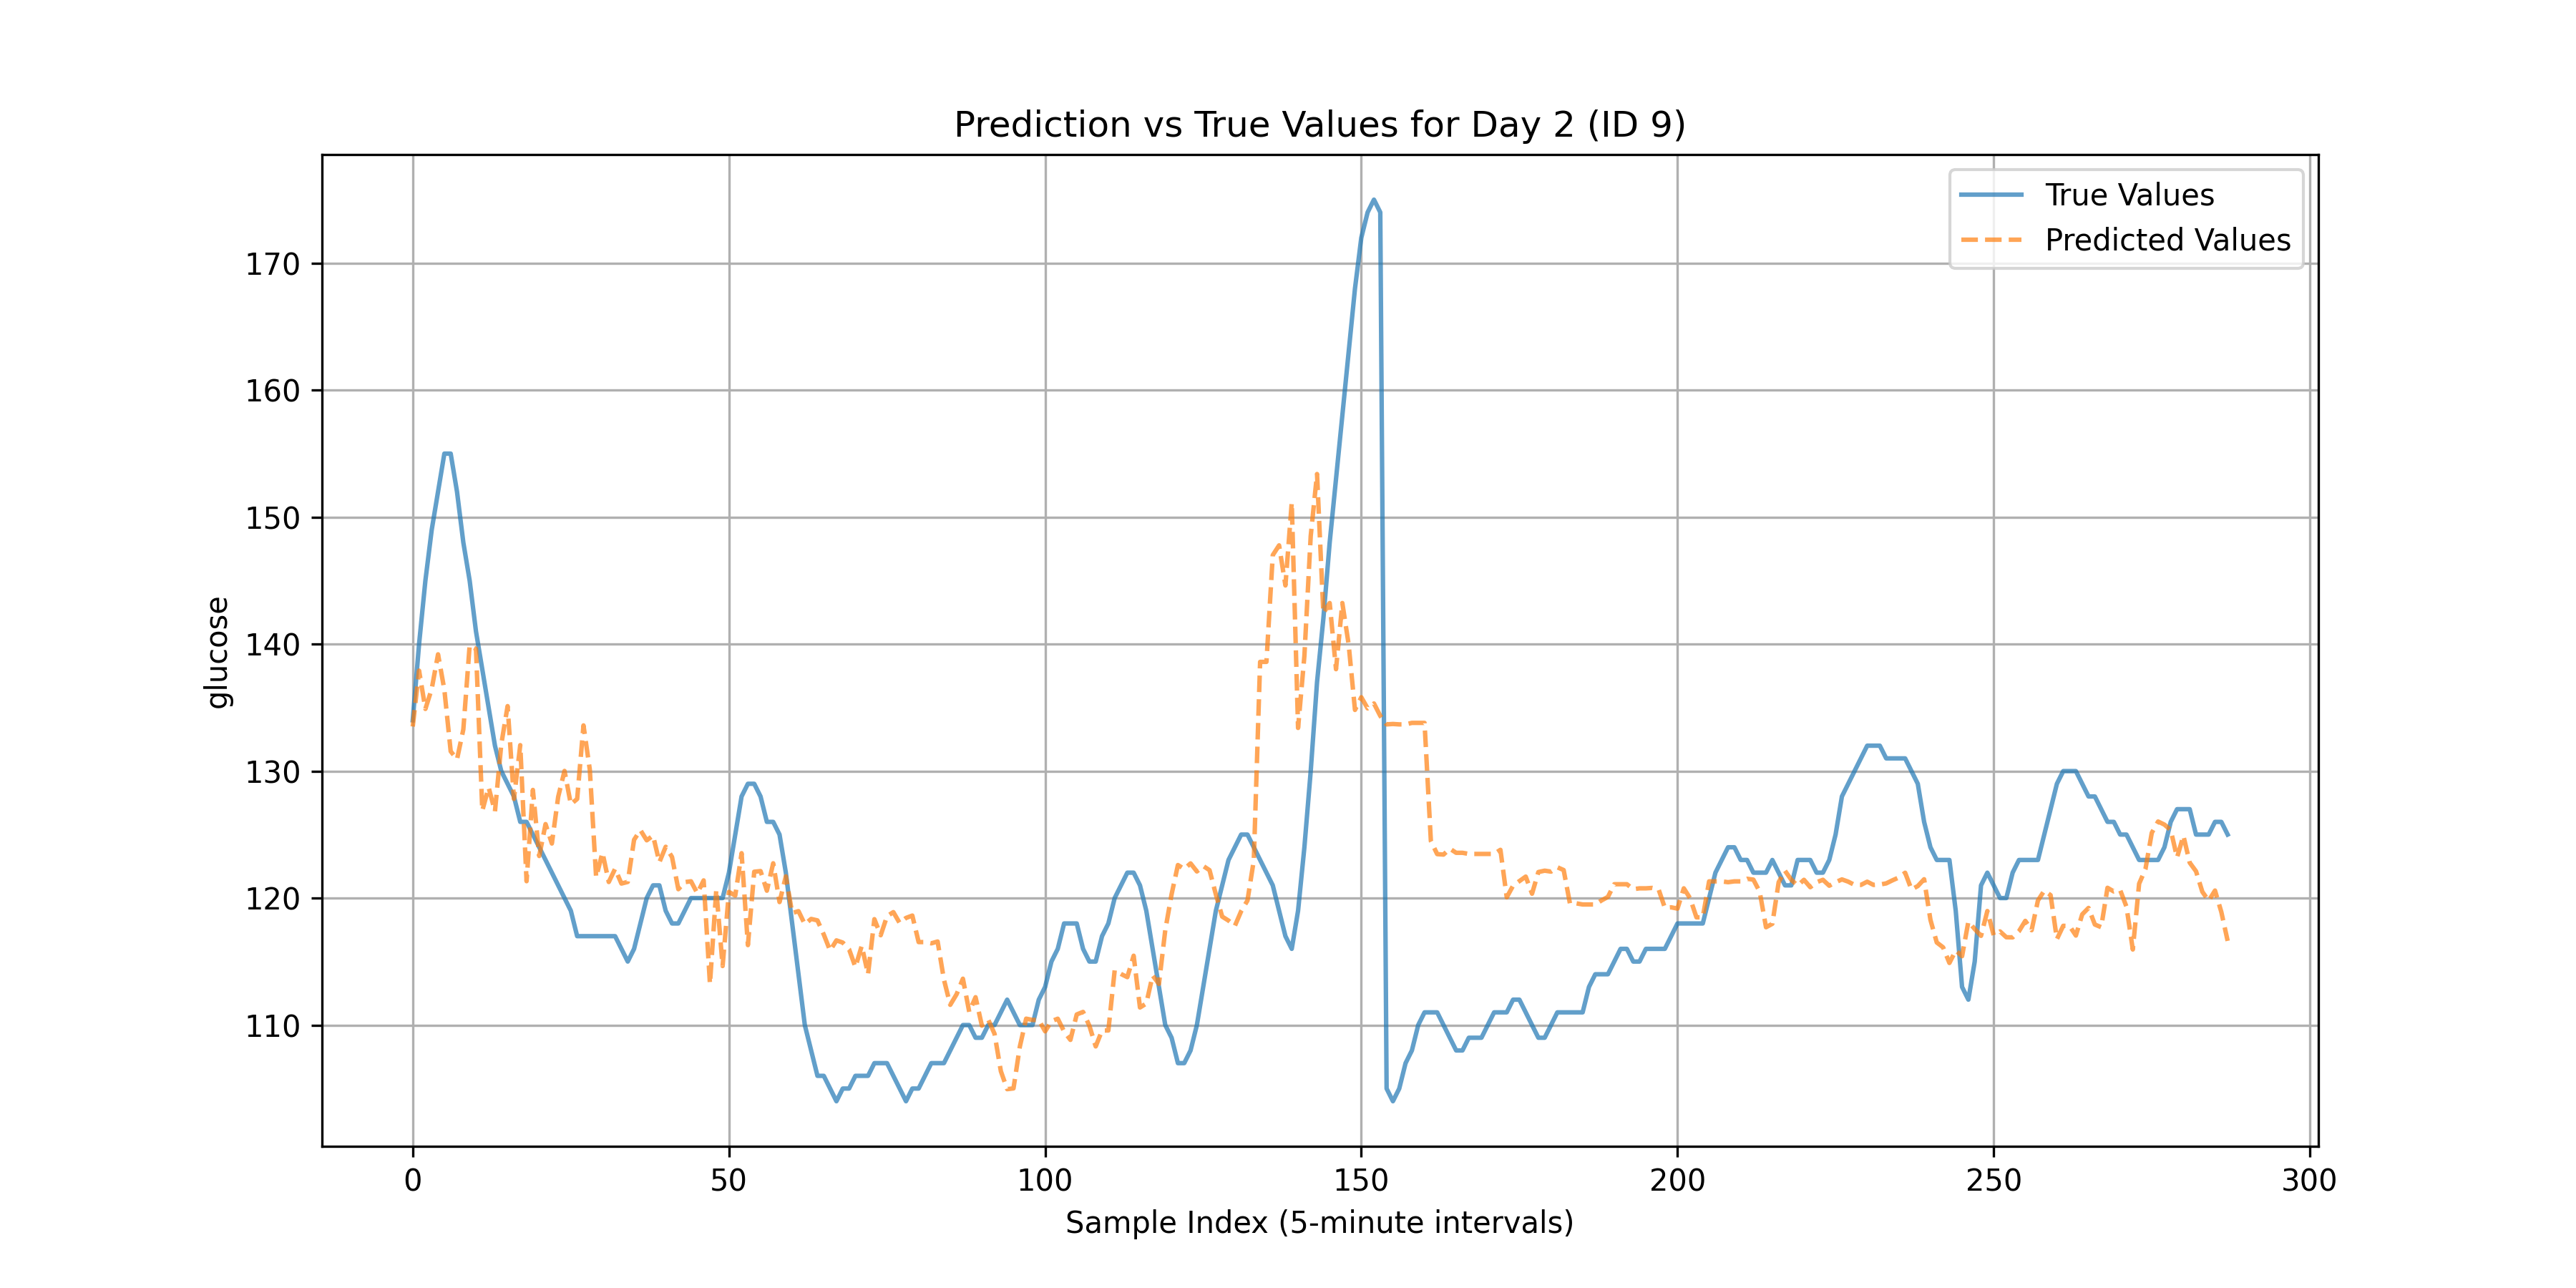 Prediction vs True Values for Day 2 (ID 9)
True Values
Predicted Values
glucose
170
160
150
140
130
120
110
0 50 100 150 200 250 300
Sample Index (5-minute intervals)